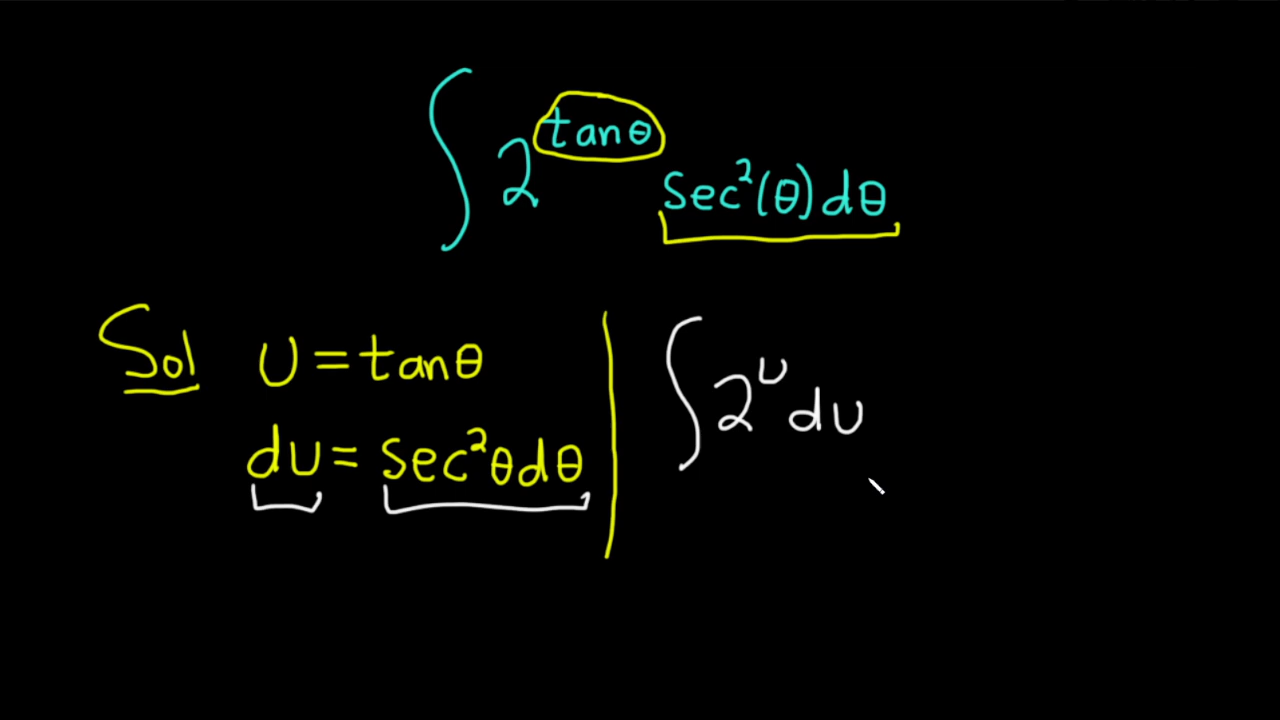 ∫ 2^{tanθ} sec²(θ)dθ
Sol u = tanθ
du = sec²θdθ
∫ 2^u du